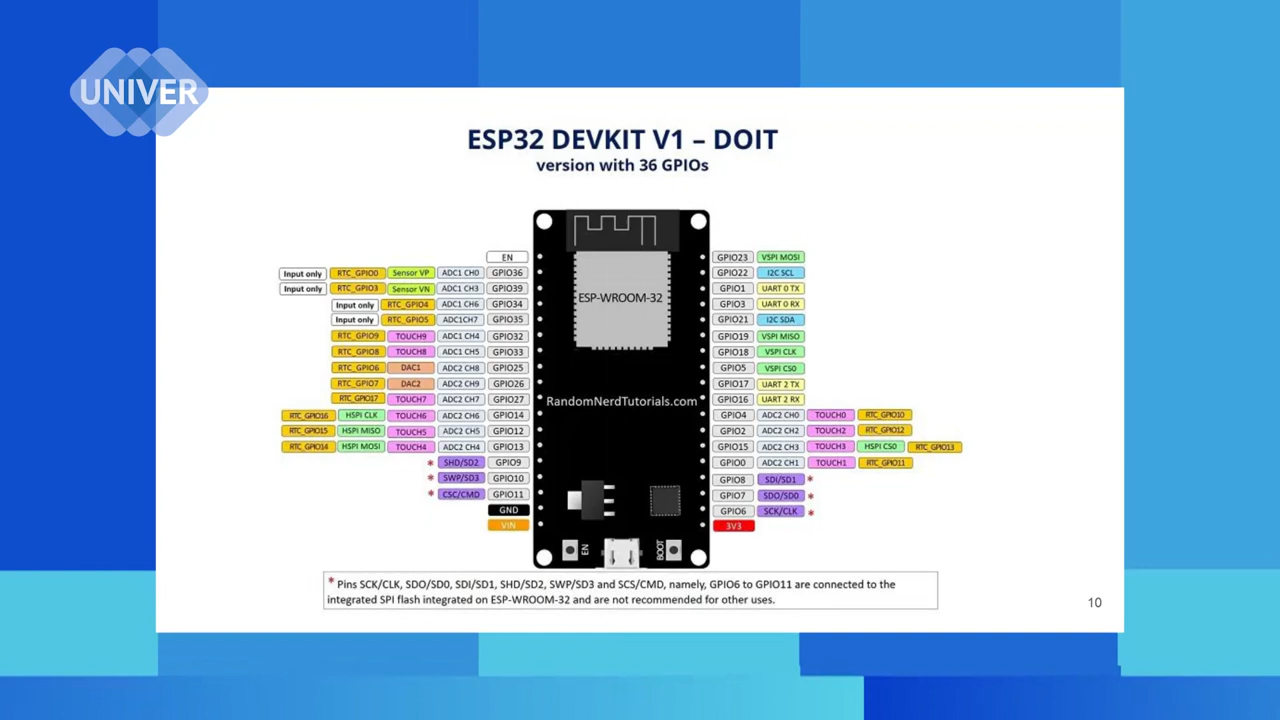 UNIVER
ESP32 DEVKIT V1 – DOIT
version with 36 GPIOs
EN
Input only RTC_GPIO0 Sensor VP ADC1 CH0 GPIO36
Input only RTC_GPIO3 Sensor VN ADC1 CH3 GPIO39
Input only RTC_GPIO4 ADC1 CH6 GPIO34
Input only RTC_GPIO5 ADC1CH7 GPIO35
RTC_GPIO9 TOUCH9 ADC1 CH4 GPIO32
RTC_GPIO8 TOUCH8 ADC1 CH5 GPIO33
RTC_GPIO6 DAC1 ADC2 CH8 GPIO25
RTC_GPIO7 DAC2 ADC2 CH9 GPIO26
RTC_GPIO17 TOUCH7 ADC2 CH7 GPIO27
RTC_GPIO16 HSPI CLK TOUCH6 ADC2 CH6 GPIO14
RTC_GPIO15 HSPI MISO TOUCH5 ADC2 CH5 GPIO12
RTC_GPIO14 HSPI MOSI TOUCH4 ADC2 CH4 GPIO13
* SHD/SD2 GPIO9
* SWP/SD3 GPIO10
* CSC/CMD GPIO11
GND
VIN
ESP-WROOM-32
RandomNerdTutorials.com
EN
BOOT
GPIO23 VSPI MOSI
GPIO22 I2C SCL
GPIO1 UART 0 TX
GPIO3 UART 0 RX
GPIO21 I2C SDA
GPIO19 VSPI MISO
GPIO18 VSPI CLK
GPIO5 VSPI CS0
GPIO17 UART 2 TX
GPIO16 UART 2 RX
GPIO4 ADC2 CH0 TOUCH0 RTC_GPIO10
GPIO2 ADC2 CH2 TOUCH2 RTC_GPIO12
GPIO15 ADC2 CH3 TOUCH3 HSPI CS0 RTC_GPIO13
GPIO0 ADC2 CH1 TOUCH1 RTC_GPIO11
GPIO8 SDI/SD1 *
GPIO7 SDO/SD0 *
GPIO6 SCK/CLK *
3V3
* Pins SCK/CLK, SDO/SD0, SDI/SD1, SHD/SD2, SWP/SD3 and SCS/CMD, namely, GPIO6 to GPIO11 are connected to the
integrated SPI flash integrated on ESP-WROOM-32 and are not recommended for other uses.
10